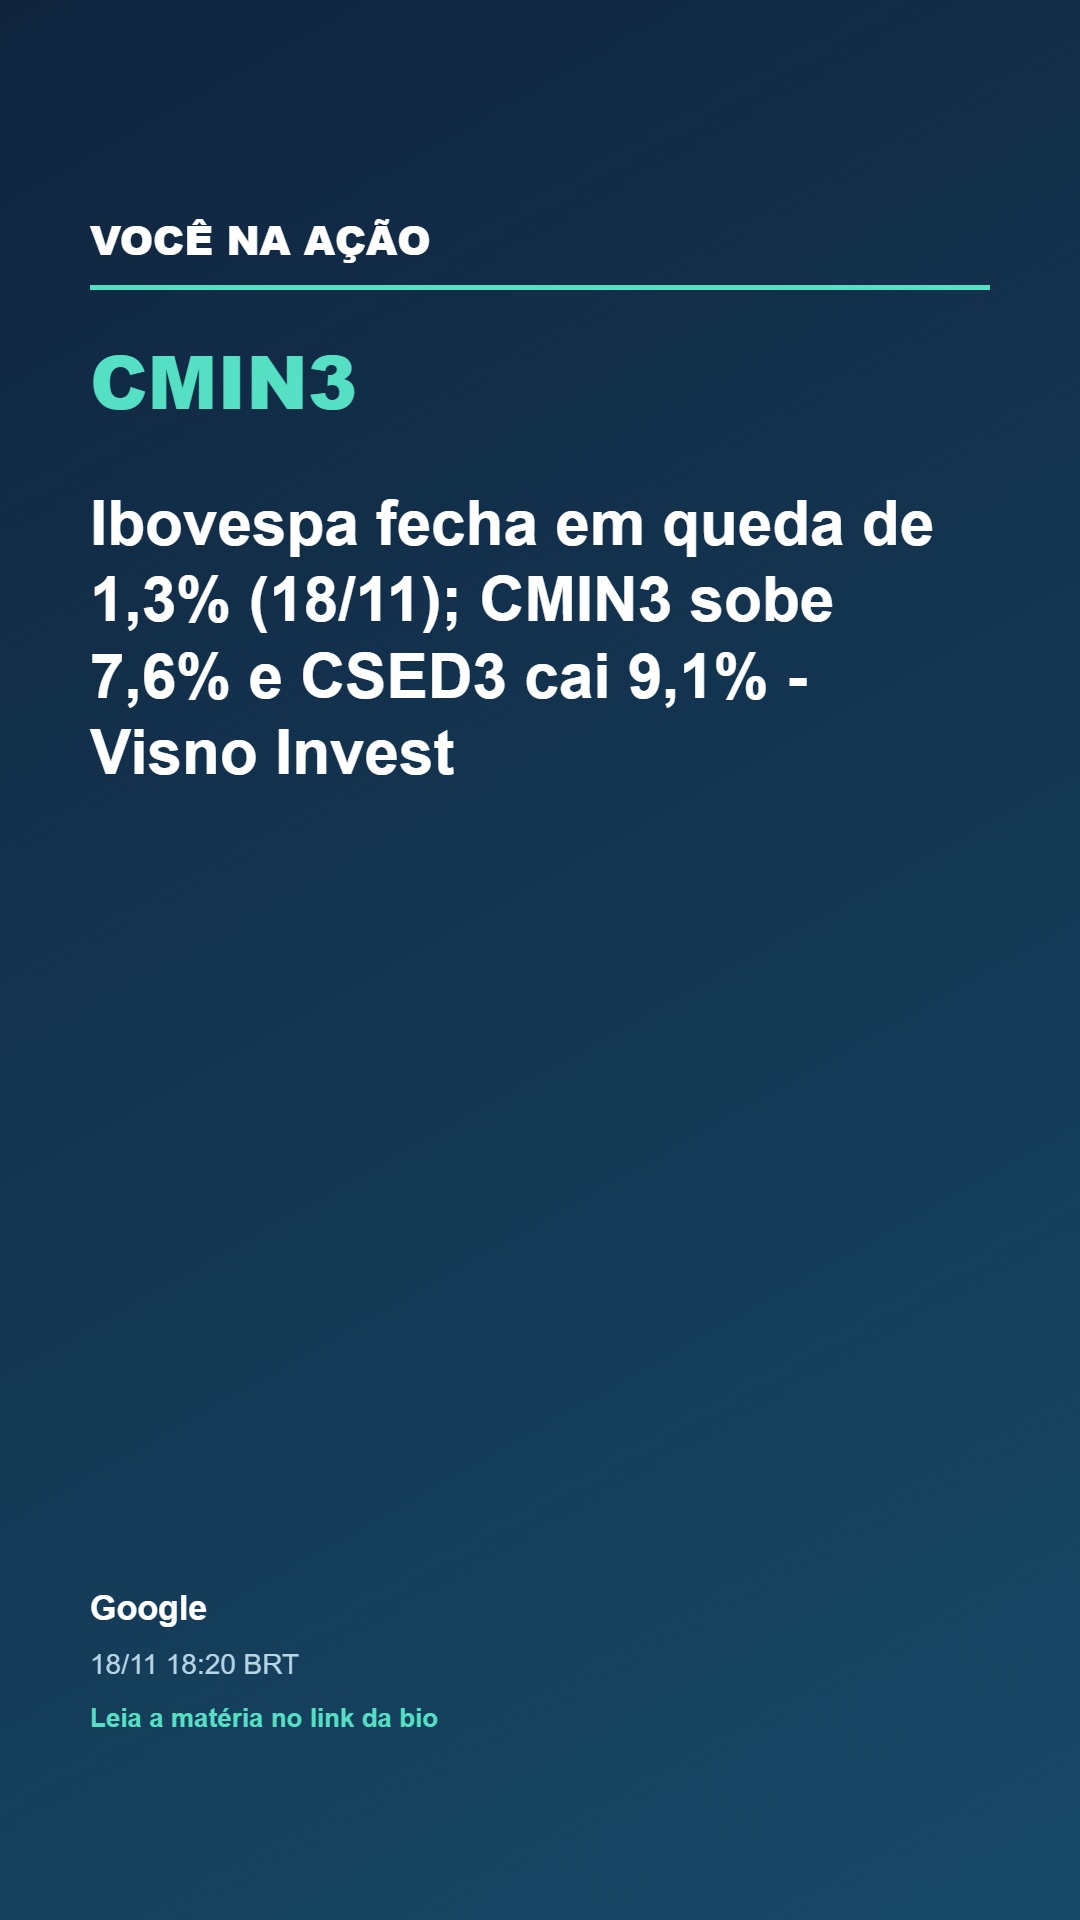 VOCÊ NA AÇÃO
CMIN3
Ibovespa fecha em queda de
1,3% (18/11); CMIN3 sobe
7,6% e CSED3 cai 9,1% -
Visno Invest
Google
18/11 18:20 BRT
Leia a matéria no link da bio